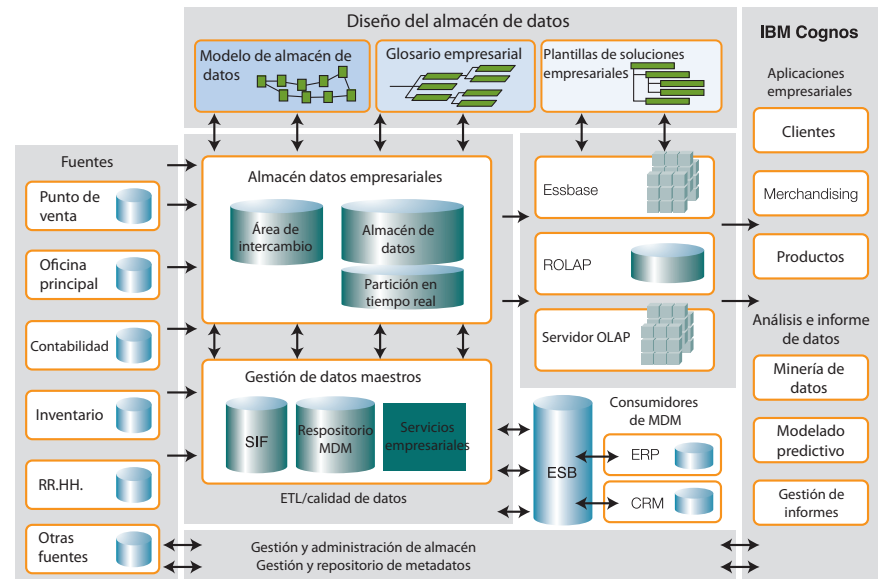 Diseño del almacén de datos
Modelo de almacén de
datos
Glosario empresarial
Plantillas de soluciones
empresariales
Fuentes
Punto de
venta
Oficina
principal
Contabilidad
Inventario
RR.HH.
Otras
fuentes
Almacén datos empresariales
Área de
intercambio
Almacén de
datos
Partición en
tiempo real
Gestión de datos maestros
SIF
Respositorio
MDM
Servicios
empresariales
ETL/calidad de datos
Essbase
ROLAP
Servidor OLAP
ESB
Consumidores
de MDM
ERP
CRM
Gestión y administración de almacén
Gestión y repositorio de metadatos
IBM Cognos
Aplicaciones
empresariales
Clientes
Merchandising
Productos
Análisis e informe
de datos
Minería de
datos
Modelado
predictivo
Gestión de
informes